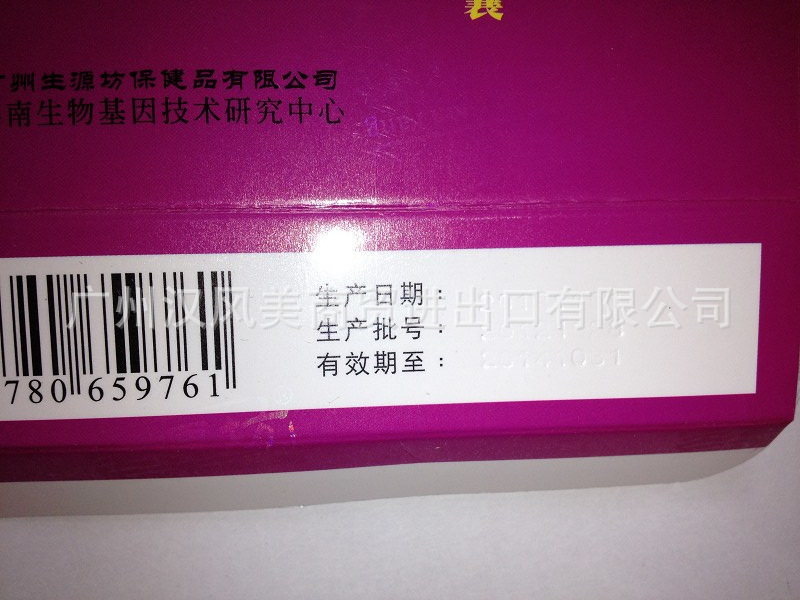 襄
州生源坊保健品有限公司
南生物基因技术研究中心
生产日期：
生产批号：
有效期至：
780 659761
广州汉风美商贸进出口有限公司